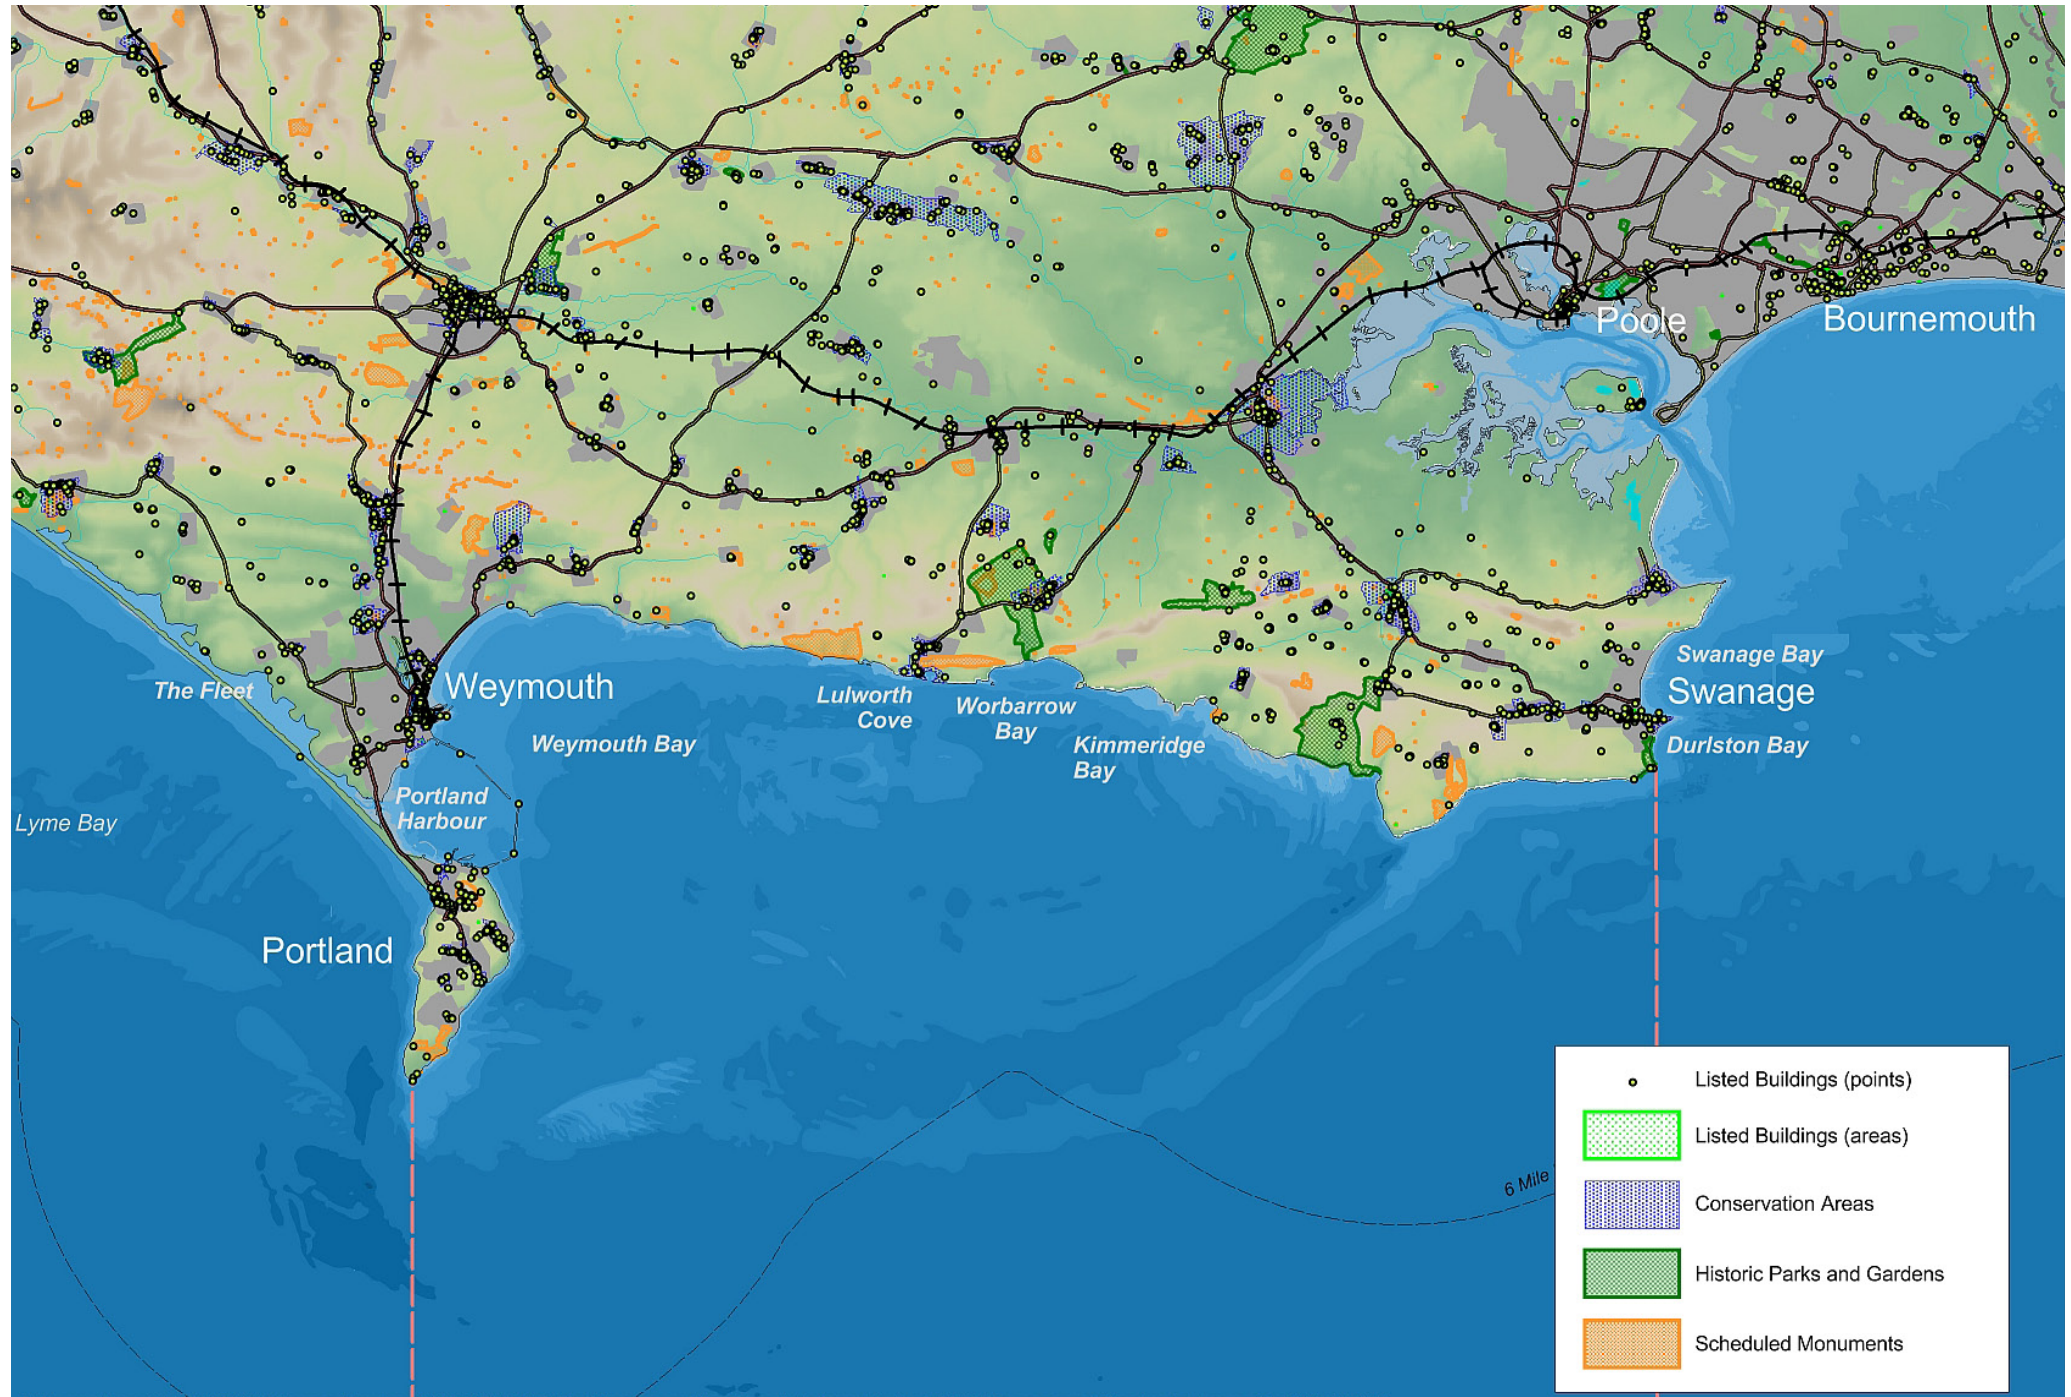 Poole
Bournemouth
Swanage Bay
Swanage
Durlston Bay
The Fleet
Weymouth
Weymouth Bay
Lulworth
Cove
Worbarrow
Bay
Kimmeridge
Bay
Portland
Harbour
Lyme Bay
Portland
6 Mile
Listed Buildings (points)
Listed Buildings (areas)
Conservation Areas
Historic Parks and Gardens
Scheduled Monuments